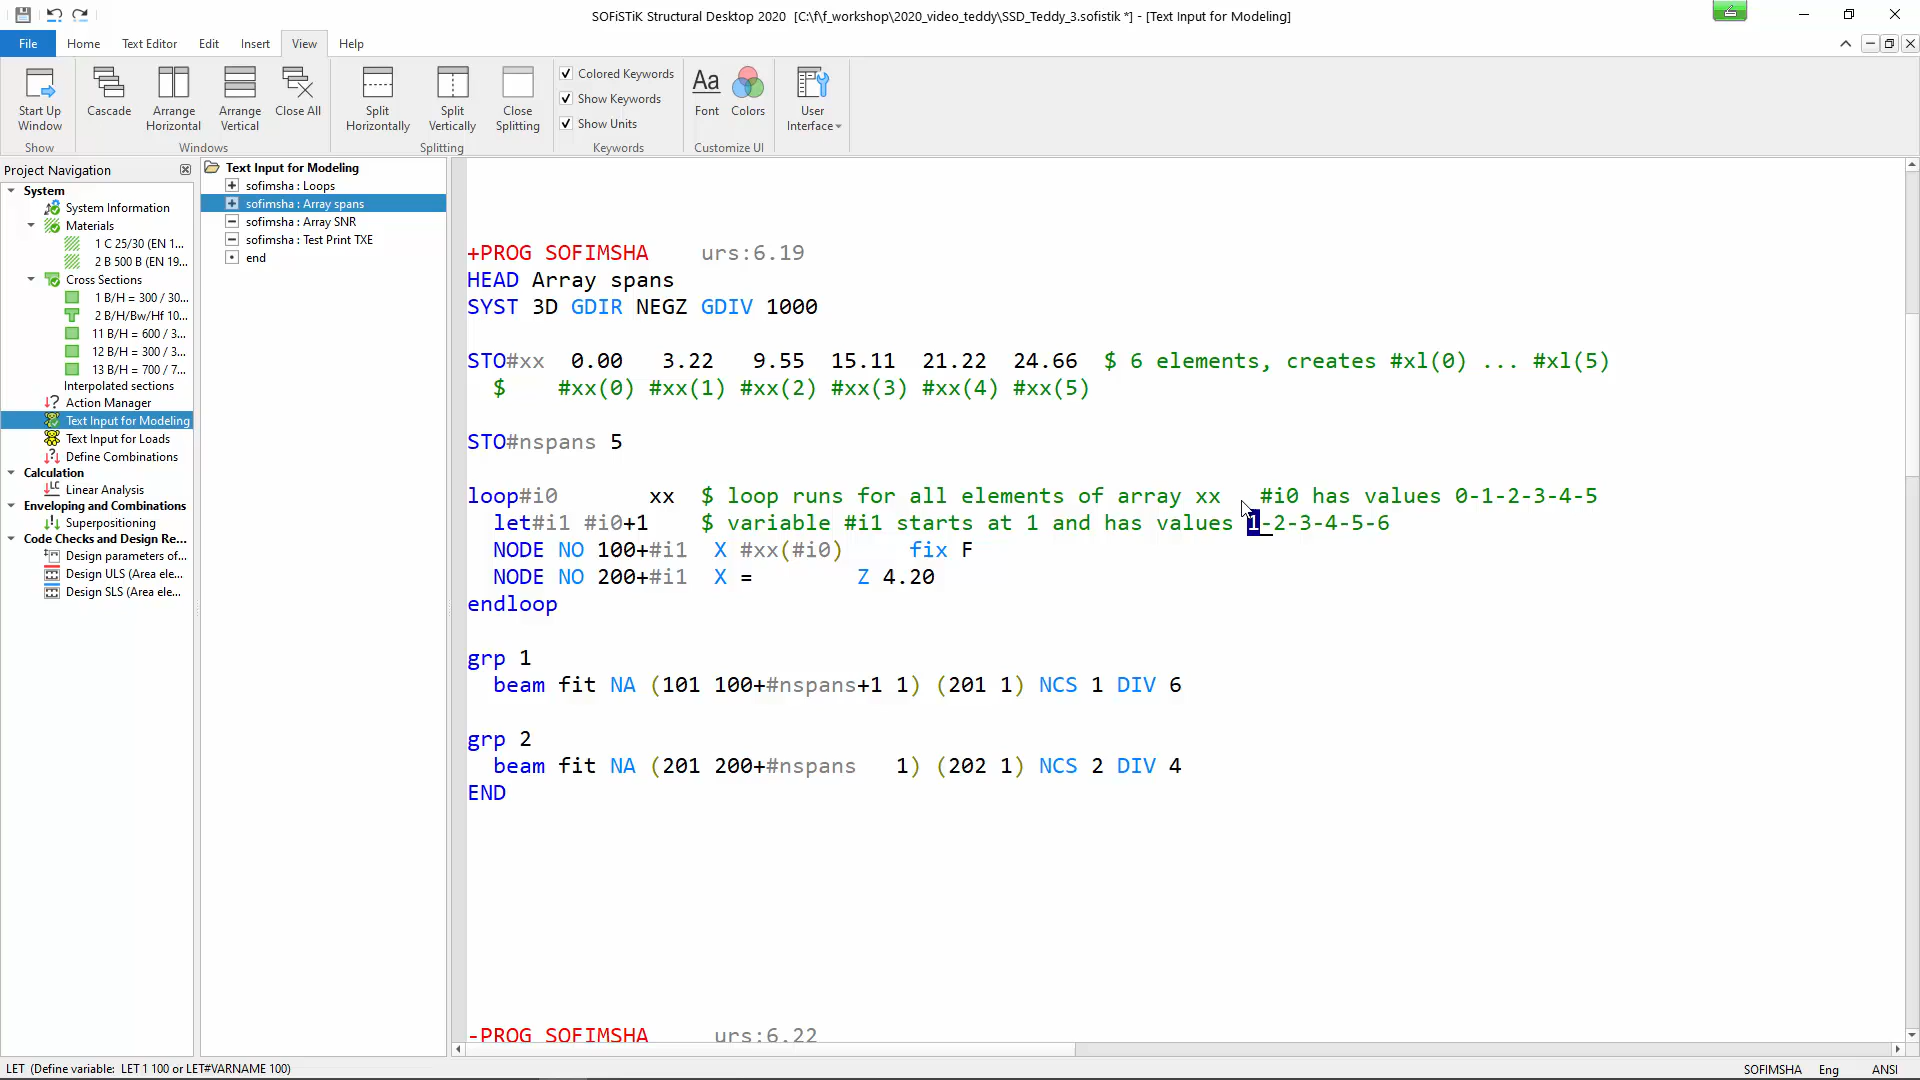 SOFiSTiK Structural Desktop 2020 [C:\f\f_workshop\2020_video_teddy\SSD_Teddy_3.sofistik *] - [Text Input for Modeling]
File Home Text Editor Edit Insert View Help
Start Up Window
Cascade
Arrange Horizontal
Arrange Vertical
Close All
Split Horizontally
Split Vertically
Close Splitting
Colored Keywords
Show Keywords
Show Units
Font
Colors
User Interface
Show Windows Splitting Keywords Customize UI
Project Navigation
System
System Information
Materials
1 C 25/30 (EN 1...
2 B 500 B (EN 19...
Cross Sections
1 B/H = 300 / 30...
2 B/H/Bw/Hf 10...
11 B/H = 600 / 3...
12 B/H = 300 / 3...
13 B/H = 700 / 7...
Interpolated sections
Action Manager
Text Input for Modeling
Text Input for Loads
Define Combinations
Calculation
Linear Analysis
Enveloping and Combinations
Superpositioning
Code Checks and Design Re...
Design parameters of...
Design ULS (Area ele...
Design SLS (Area ele...
Text Input for Modeling
sofimsha : Loops
sofimsha : Array spans
sofimsha : Array SNR
sofimsha : Test Print TXE
end
+PROG SOFIMSHA urs:6.19
HEAD Array spans
SYST 3D GDIR NEGZ GDIV 1000
STO#xx 0.00 3.22 9.55 15.11 21.22 24.66 $ 6 elements, creates #xl(0) ... #xl(5)
$ #xx(0) #xx(1) #xx(2) #xx(3) #xx(4) #xx(5)
STO#nspans 5
loop#i0 xx $ loop runs for all elements of array xx #i0 has values 0-1-2-3-4-5
let#i1 #i0+1 $ variable #i1 starts at 1 and has values 1-2-3-4-5-6
NODE NO 100+#i1 X #xx(#i0) fix F
NODE NO 200+#i1 X = Z 4.20
endloop
grp 1
beam fit NA (101 100+#nspans+1 1) (201 1) NCS 1 DIV 6
grp 2
beam fit NA (201 200+#nspans 1) (202 1) NCS 2 DIV 4
END
-PROG SOFIMSHA urs:6.22
LET (Define variable: LET 1 100 or LET#VARNAME 100)
SOFIMSHA Eng ANSI